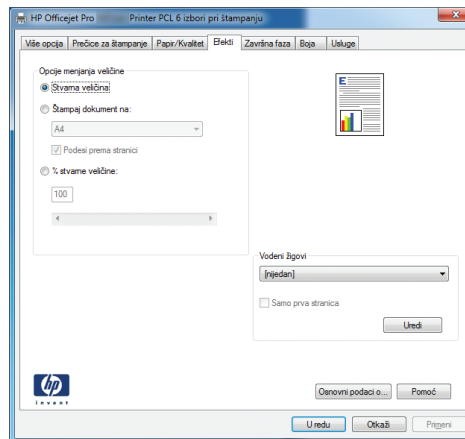 HP Officejet Pro Printer PCL 6 izbori pri štampanju
Više opcija Prečice za štampanje Papir/Kvalitet Efekti Završna faza Boja Usluge
Opcije menjanja veličine
Stvarna veličina
Štampaj dokument na:
A4
Podesi prema stranici
% stvarne veličine:
100
E
Vodeni žigovi
[nijedan]
Samo prva stranica
Uredi
hp
invent
Osnovni podaci o... Pomoć
U redu Otkaži Primeni